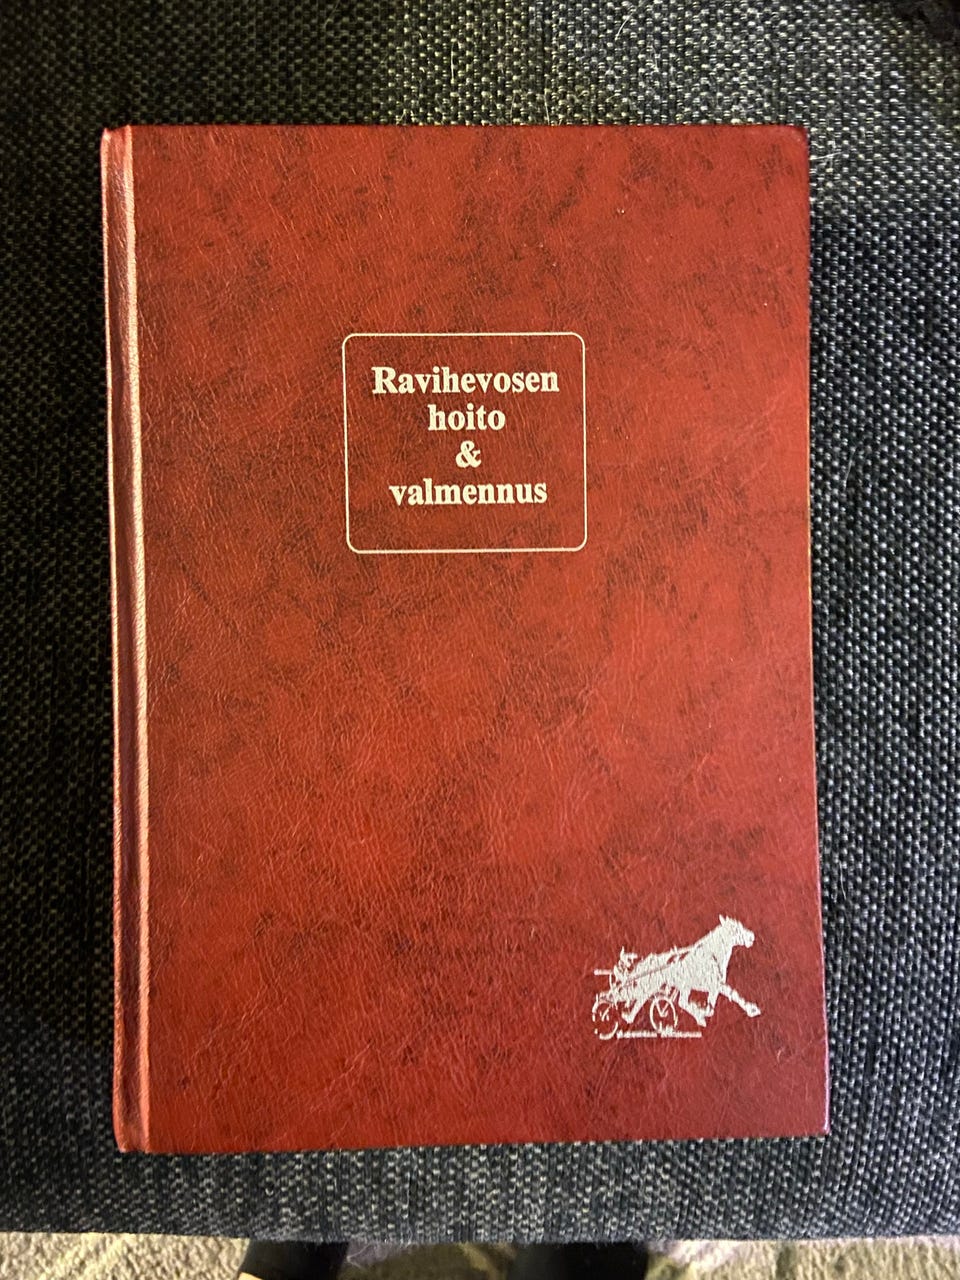 Ravihevosen
hoito
&
valmennus